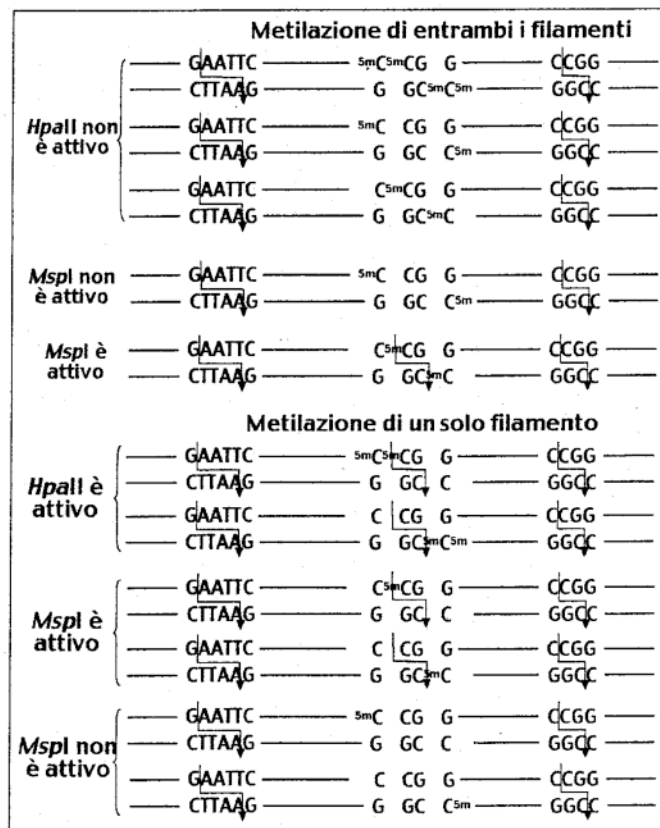 Metilazione di entrambi i filamenti
HpaII non è attivo
GAATTC 5mC5mCG G CCGG
CTTAAG G GC5mC5m GGCC
GAATTC 5mC CG G CCGG
CTTAAG G GC C5m GGCC
GAATTC C5mCG G CCGG
CTTAAG G GC5mC GGCC
MspI non è attivo
GAATTC 5mC CG G CCGG
CTTAAG G GC C5m GGCC
MspI è attivo
GAATTC C5mCG G CCGG
CTTAAG G GC5mC GGCC
Metilazione di un solo filamento
HpaII è attivo
GAATTC 5mC5mCG G CCGG
CTTAAG G GC C GGCC
GAATTC C CG G CCGG
CTTAAG G GC5mC5m GGCC
MspI è attivo
GAATTC C5mCG G CCGG
CTTAAG G GC C GGCC
GAATTC C CG G CCGG
CTTAAG G GC5mC GGCC
MspI non è attivo
GAATTC 5mC CG G CCGG
CTTAAG G GC C GGCC
GAATTC C CG G CCGG
CTTAAG G GC C5m GGCC